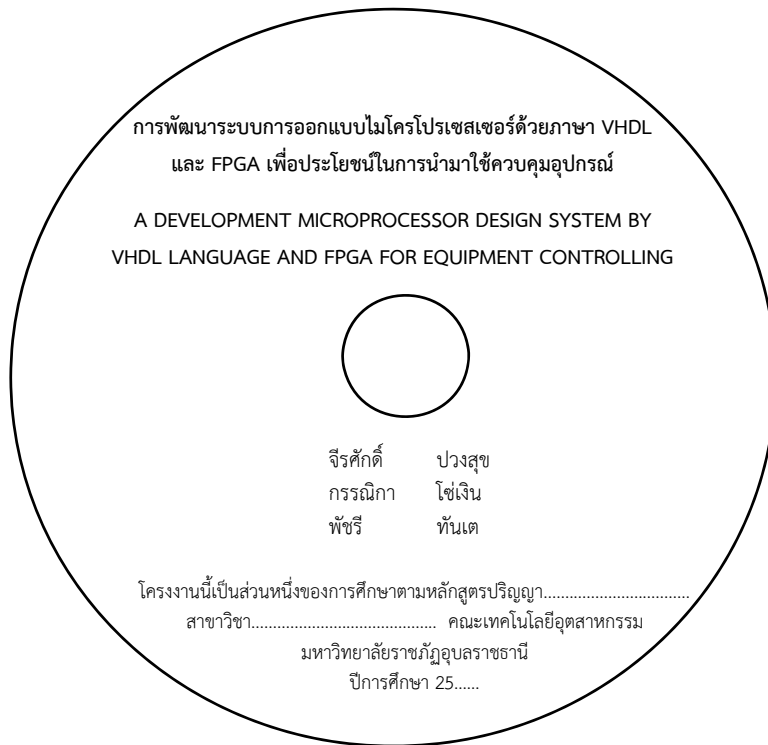 การพัฒนาระบบการออกแบบไมโครโปรเซสเซอร์ด้วยภาษา VHDL
และ FPGA เพื่อประโยชน์ในการนำมาใช้ควบคุมอุปกรณ์
A DEVELOPMENT MICROPROCESSOR DESIGN SYSTEM BY
VHDL LANGUAGE AND FPGA FOR EQUIPMENT CONTROLLING
จีรศักดิ์ ปวงสุข
กรรณิกา โซ่เงิน
พัชรี ทันเต
โครงงานนี้เป็นส่วนหนึ่งของการศึกษาตามหลักสูตรปริญญา..................................
สาขาวิชา........................................... คณะเทคโนโลยีอุตสาหกรรม
มหาวิทยาลัยราชภัฏอุบลราชธานี
ปีการศึกษา 25......